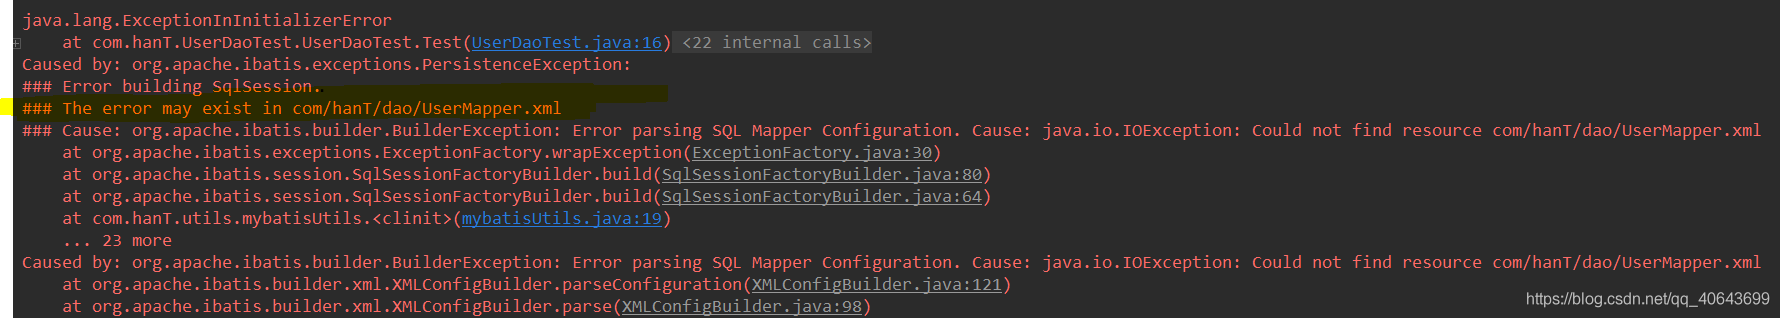 java.lang.ExceptionInInitializerError
at com.hanT.UserDaoTest.UserDaoTest.Test(UserDaoTest.java:16) <22 internal calls>
Caused by: org.apache.ibatis.exceptions.PersistenceException:
### Error building SqlSession.
### The error may exist in com/hanT/dao/UserMapper.xml
### Cause: org.apache.ibatis.builder.BuilderException: Error parsing SQL Mapper Configuration. Cause: java.io.IOException: Could not find resource com/hanT/dao/UserMapper.xml
at org.apache.ibatis.exceptions.ExceptionFactory.wrapException(ExceptionFactory.java:30)
at org.apache.ibatis.session.SqlSessionFactoryBuilder.build(SqlSessionFactoryBuilder.java:80)
at org.apache.ibatis.session.SqlSessionFactoryBuilder.build(SqlSessionFactoryBuilder.java:64)
at com.hanT.utils.mybatisUtils.<clinit>(mybatisUtils.java:19)
... 23 more
Caused by: org.apache.ibatis.builder.BuilderException: Error parsing SQL Mapper Configuration. Cause: java.io.IOException: Could not find resource com/hanT/dao/UserMapper.xml
at org.apache.ibatis.builder.xml.XMLConfigBuilder.parseConfiguration(XMLConfigBuilder.java:121)
at org.apache.ibatis.builder.xml.XMLConfigBuilder.parse(XMLConfigBuilder.java:98)
https://blog.csdn.net/qq_40643699